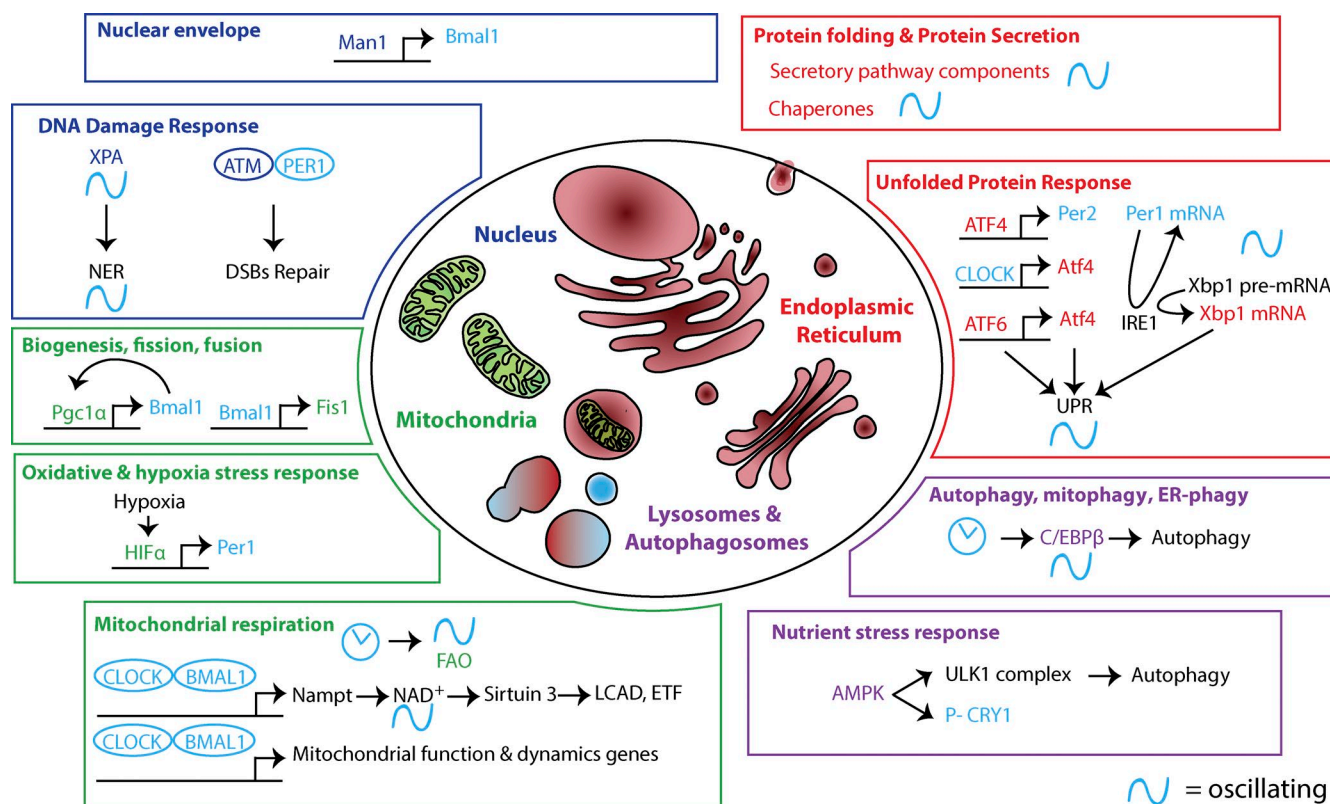 Nuclear envelope
Man1 Bmal1
Protein folding & Protein Secretion
Secretory pathway components
Chaperones
DNA Damage Response
XPA ATM PER1
NER DSBs Repair
Unfolded Protein Response
ATF4 Per2 Per1 mRNA
CLOCK Atf4
Xbp1 pre-mRNA
ATF6 Atf4 IRE1 Xbp1 mRNA
UPR
Nucleus
Endoplasmic
Reticulum
Mitochondria
Lysosomes &
Autophagosomes
Biogenesis, fission, fusion
Pgc1α Bmal1 Bmal1 Fis1
Oxidative & hypoxia stress response
Hypoxia
HIFα Per1
Autophagy, mitophagy, ER-phagy
C/EBPβ Autophagy
Mitochondrial respiration
FAO
CLOCK BMAL1
Nampt NAD⁺ Sirtuin 3 LCAD, ETF
CLOCK BMAL1
Mitochondrial function & dynamics genes
Nutrient stress response
ULK1 complex Autophagy
AMPK
P- CRY1
= oscillating